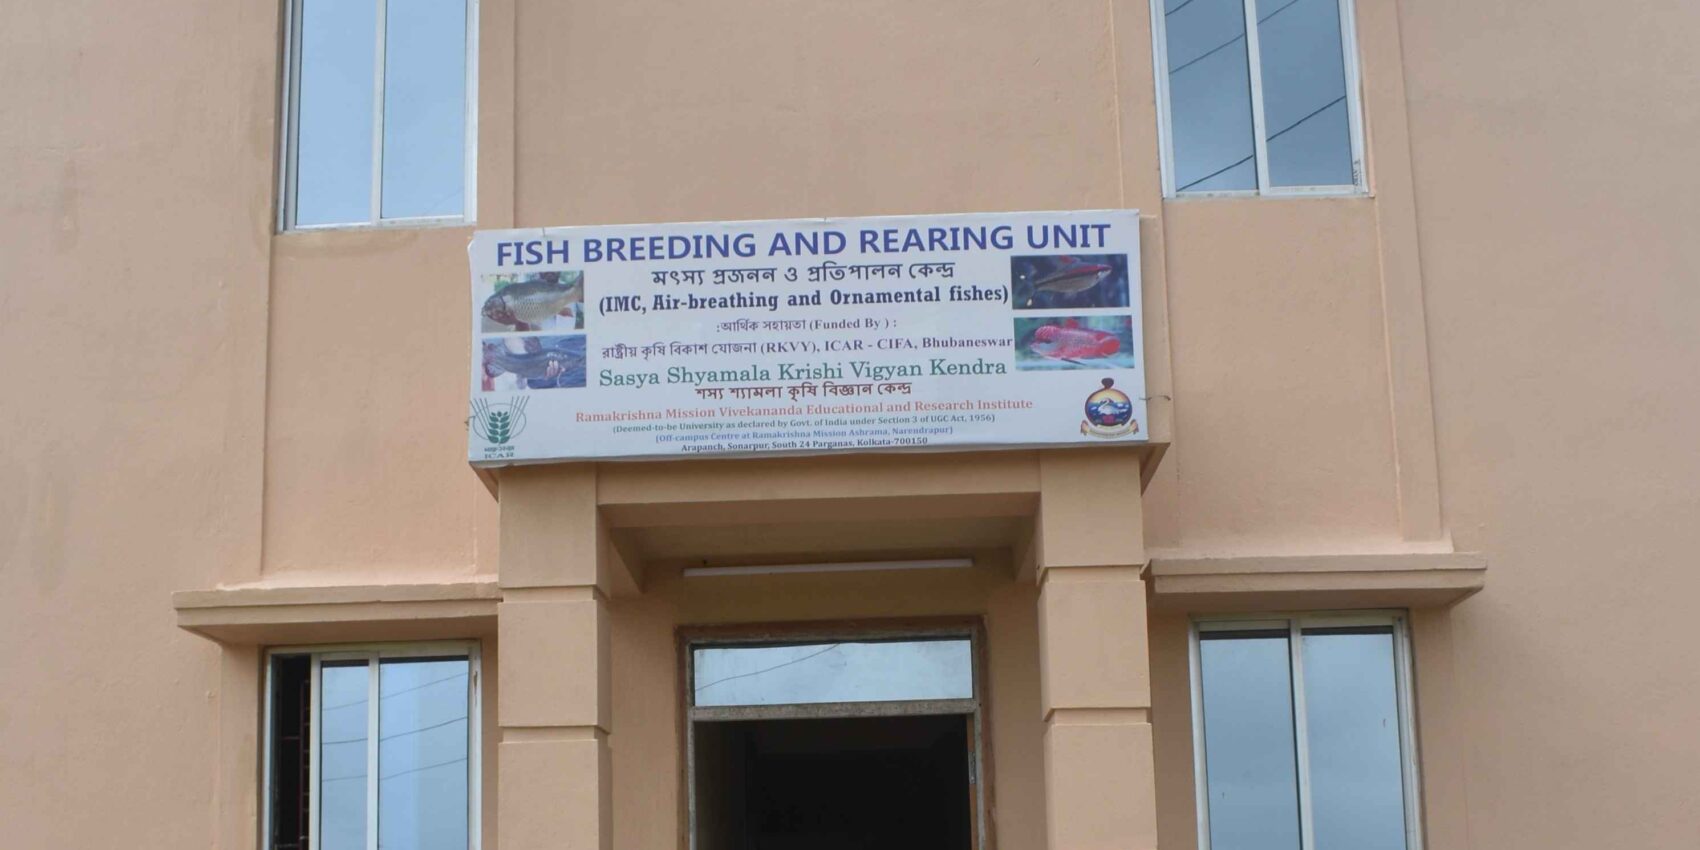 FISH BREEDING AND REARING UNIT
মৎস্য প্রজনন ও প্রতিপালন কেন্দ্র
(IMC, Air-breathing and Ornamental fishes)
:আর্থিক সহায়তা (Funded By ) :
রাষ্ট্রীয় কৃষি বিকাশ যোজনা (RKVY), ICAR - CIFA, Bhubaneswar
Sasya Shyamala Krishi Vigyan Kendra
শস্য শ্যামলা কৃষি বিজ্ঞান কেন্দ্র
Ramakrishna Mission Vivekananda Educational and Research Institute
(Deemed-to-be University as declared by Govt. of India under Section 3 of UGC Act, 1956)
(Off-campus Centre at Ramakrishna Mission Ashrama, Narendrapur)
Arapanch, Sonarpur, South 24 Parganas, Kolkata-700150
ICAR